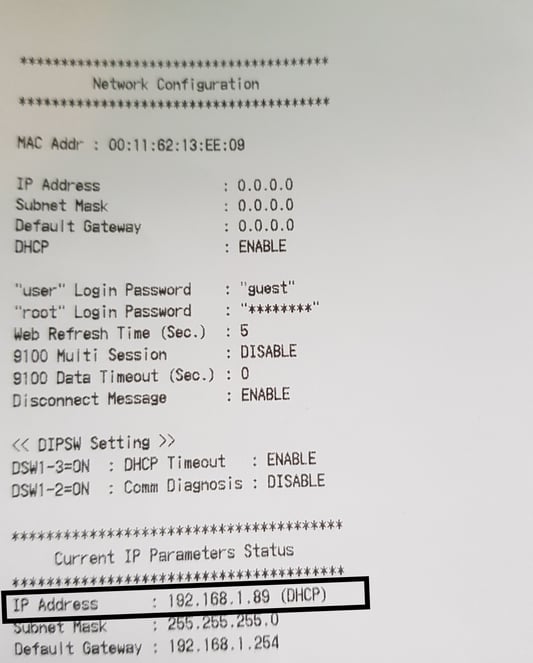 **************************************
Network Configuration
**************************************
MAC Addr : 00:11:62:13:EE:09
IP Address : 0.0.0.0
Subnet Mask : 0.0.0.0
Default Gateway : 0.0.0.0
DHCP : ENABLE
"user" Login Password : "guest"
"root" Login Password : "********"
Web Refresh Time (Sec.) : 5
9100 Multi Session : DISABLE
9100 Data Timeout (Sec.) : 0
Disconnect Message : ENABLE
<< DIPSW Setting >>
DSW1-3=ON : DHCP Timeout : ENABLE
DSW1-2=ON : Comm Diagnosis : DISABLE
**************************************
Current IP Parameters Status
**************************************
IP Address : 192.168.1.89 (DHCP)
Subnet Mask : 255.255.255.0
Default Gateway : 192.168.1.254